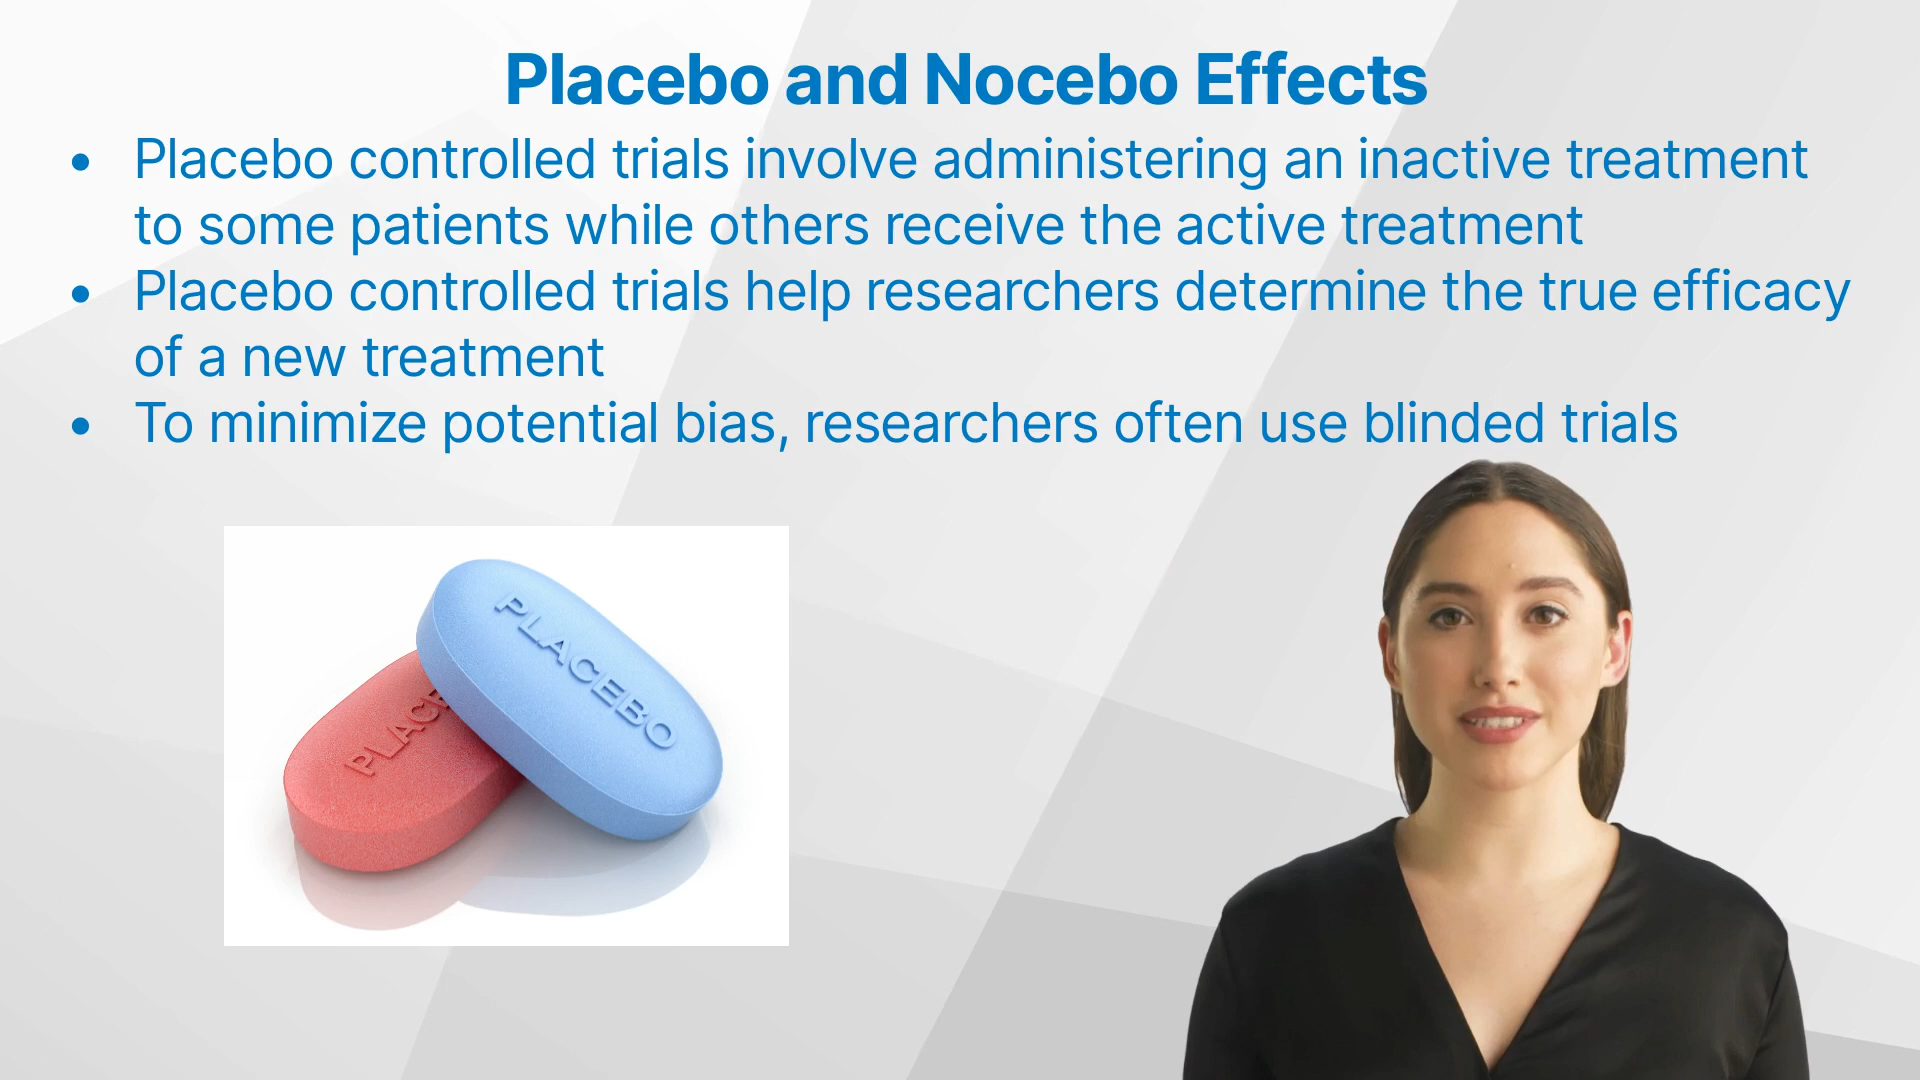 Placebo and Nocebo Effects
• Placebo controlled trials involve administering an inactive treatment
to some patients while others receive the active treatment
• Placebo controlled trials help researchers determine the true efficacy
of a new treatment
• To minimize potential bias, researchers often use blinded trials
PLACEBO
PLACE